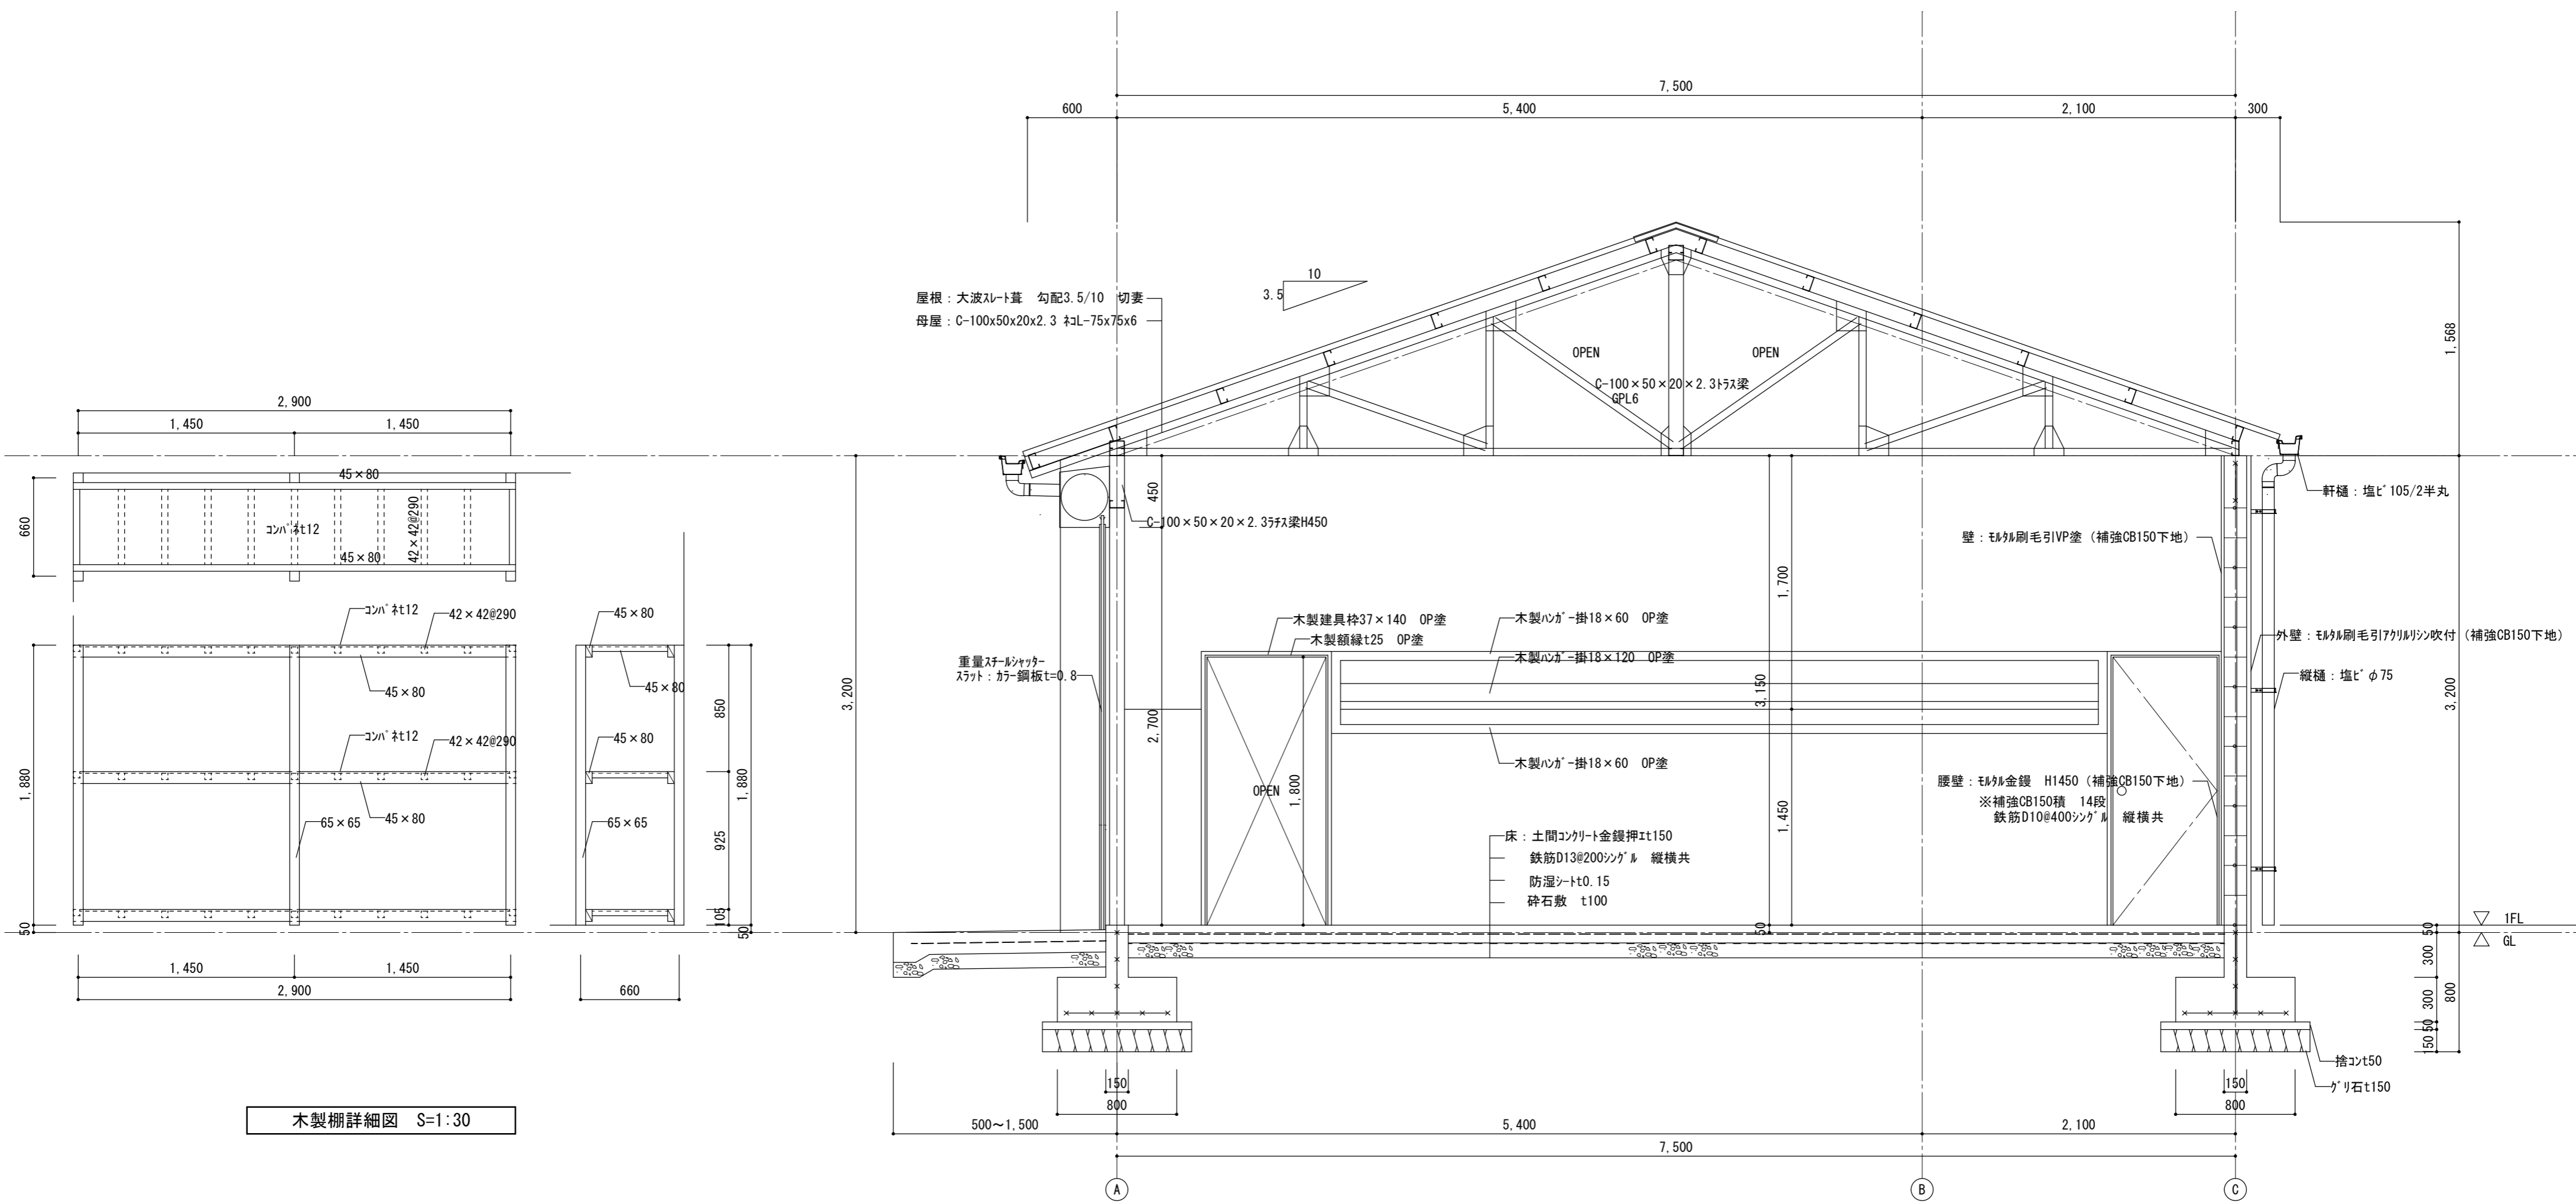 7,500
600
5,400
2,100
300
10
3.5
屋根：大波ｽﾚｰﾄ葺　勾配3.5/10　切妻
母屋：C-100x50x20x2.3 ﾈｺL-75x75x6
OPEN
OPEN
C-100×50×20×2.3ﾄﾗｽ梁
GPL6
1,568
450
C-100×50×20×2.3ﾗﾁｽ梁H450
軒樋：塩ﾋﾞ105/2半丸
壁：ﾓﾙﾀﾙ刷毛引VP塗（補強CB150下地）
1,700
木製建具枠37×140　OP塗
木製額縁t25　OP塗
木製ﾊﾝｶﾞｰ掛18×60　OP塗
木製ﾊﾝｶﾞｰ掛18×120　OP塗
木製ﾊﾝｶﾞｰ掛18×60　OP塗
外壁：ﾓﾙﾀﾙ刷毛引ｱｸﾘﾙﾘｼﾝ吹付（補強CB150下地）
縦樋：塩ﾋﾞφ75
重量ｽﾁｰﾙｼｬｯﾀｰ
ｽﾗｯﾄ：ｶﾗｰ鋼板t=0.8
3,200
2,700
3,150
3,200
OPEN
1,800
1,450
腰壁：ﾓﾙﾀﾙ金鏝　H1450（補強CB150下地）
※補強CB150積　14段
鉄筋D10@400ｼﾝｸﾞﾙ　縦横共
床：土間ｺﾝｸﾘｰﾄ金鏝押ｴt150
鉄筋D13@200ｼﾝｸﾞﾙ　縦横共
防湿ｼｰﾄt0.15
砕石敷　t100
50
1FL
GL
50
300
300
50
150
800
捨ｺﾝt50
ｸﾞﾘ石t150
150
800
150
800
500～1,500
5,400
2,100
7,500
A
B
C
2,900
1,450
1,450
45×80
660
ｺﾝﾊﾟﾈt12
42×42@290
45×80
ｺﾝﾊﾟﾈt12
42×42@290
45×80
45×80
45×80
ｺﾝﾊﾟﾈt12
42×42@290
45×80
45×80
65×65
65×65
1,880
50
850
925
105
1,880
50
1,450
1,450
2,900
660
木製棚詳細図　S=1:30